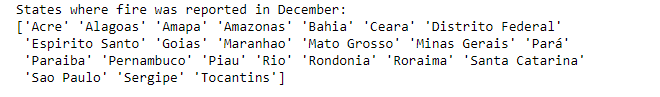 States where fire was reported in December:
['Acre' 'Alagoas' 'Amapa' 'Amazonas' 'Bahia' 'Ceara' 'Distrito Federal'
'Espirito Santo' 'Goias' 'Maranhao' 'Mato Grosso' 'Minas Gerais' 'Pará'
'Paraiba' 'Pernambuco' 'Piau' 'Rio' 'Rondonia' 'Roraima' 'Santa Catarina'
'Sao Paulo' 'Sergipe' 'Tocantins']